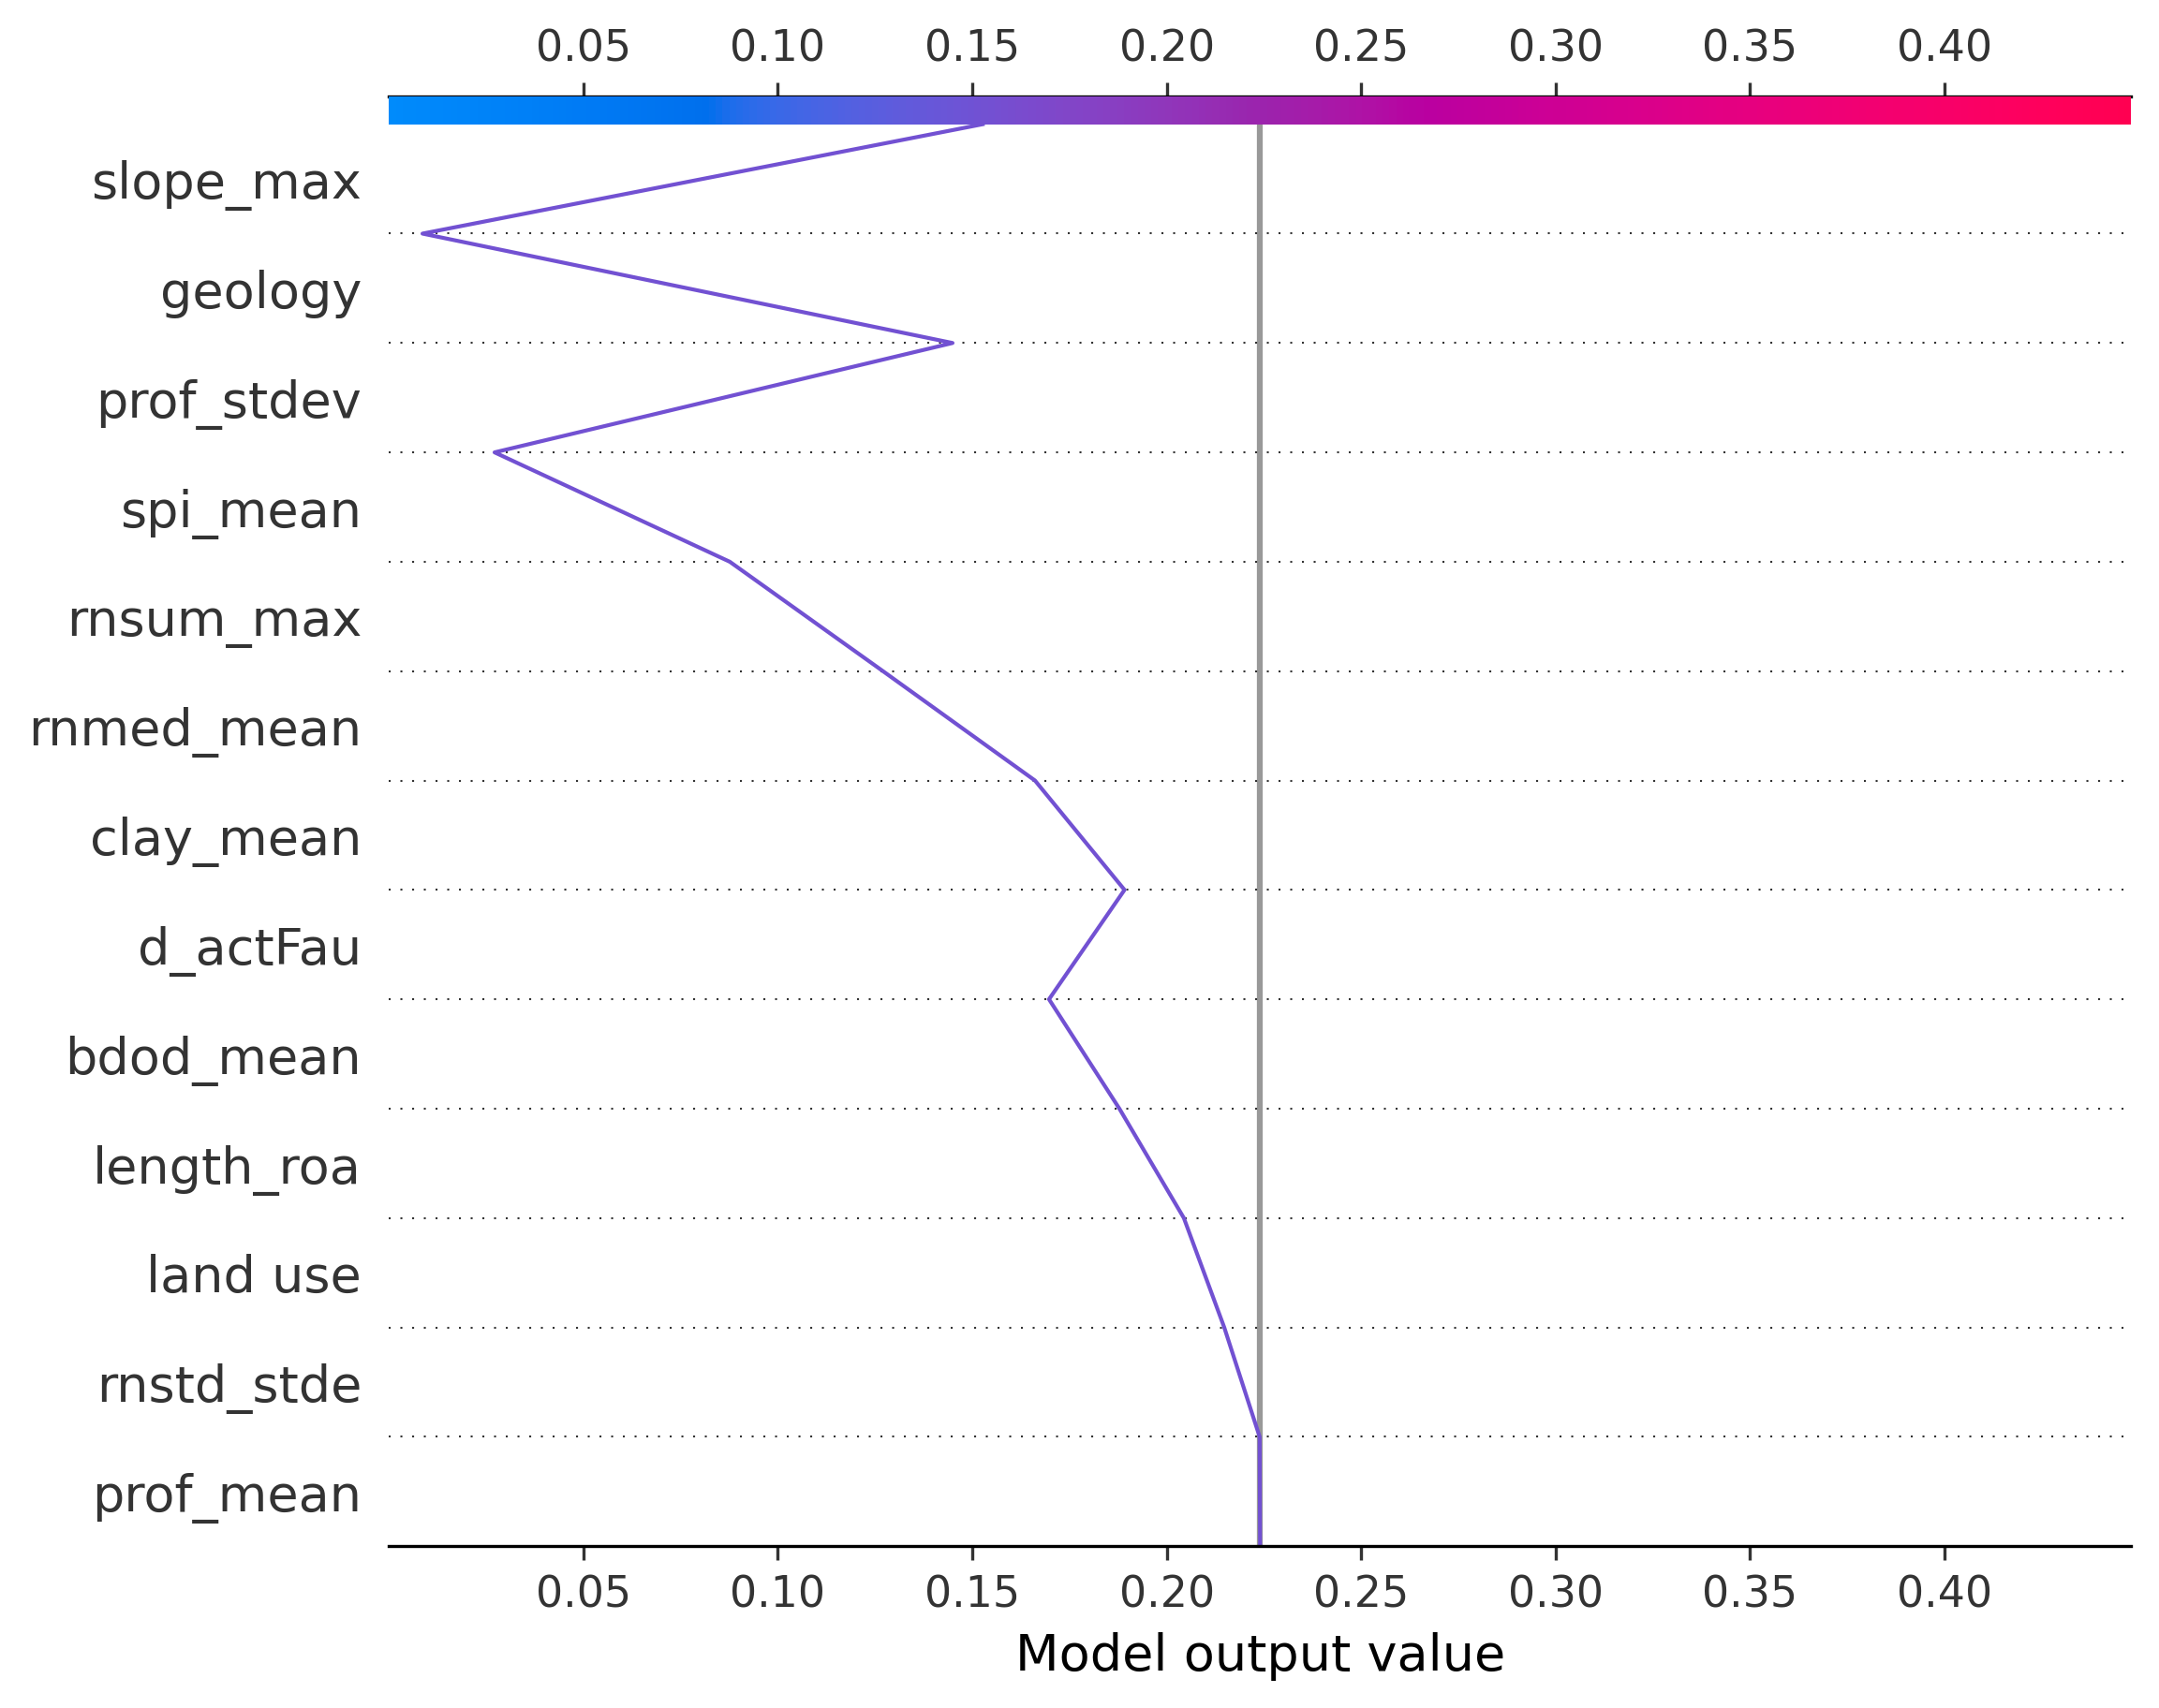 0.05 0.10 0.15 0.20 0.25 0.30 0.35 0.40
slope_max
geology
prof_stdev
spi_mean
rnsum_max
rnmed_mean
clay_mean
d_actFau
bdod_mean
length_roa
land use
rnstd_stde
prof_mean
0.05 0.10 0.15 0.20 0.25 0.30 0.35 0.40
Model output value